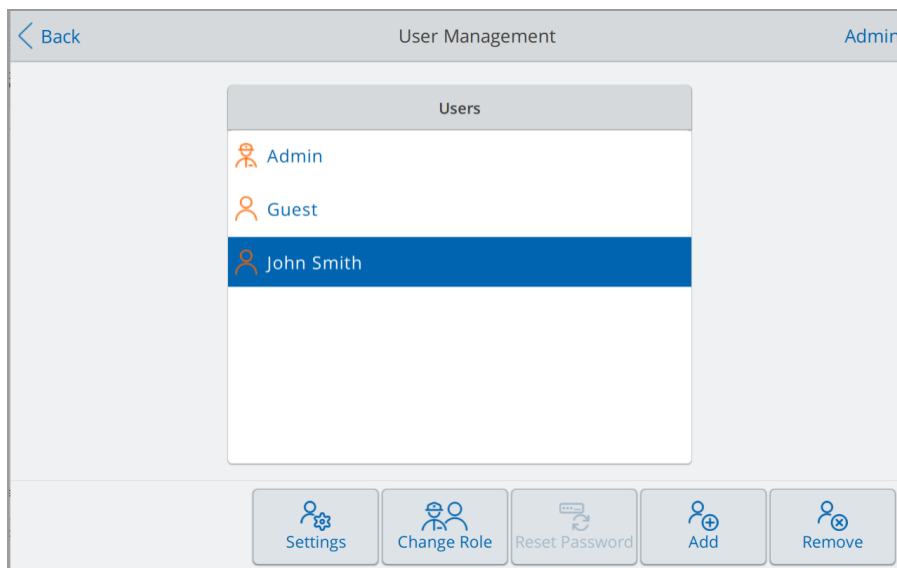 Back
User Management
Admin
Users
Admin
Guest
John Smith
Settings
Change Role
Reset Password
Add
Remove